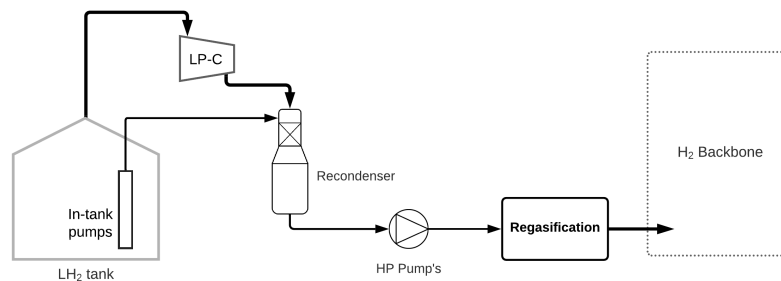 LP-C
H₂ Backbone
Recondenser
In-tank
pumps
Regasification
HP Pump's
LH₂ tank